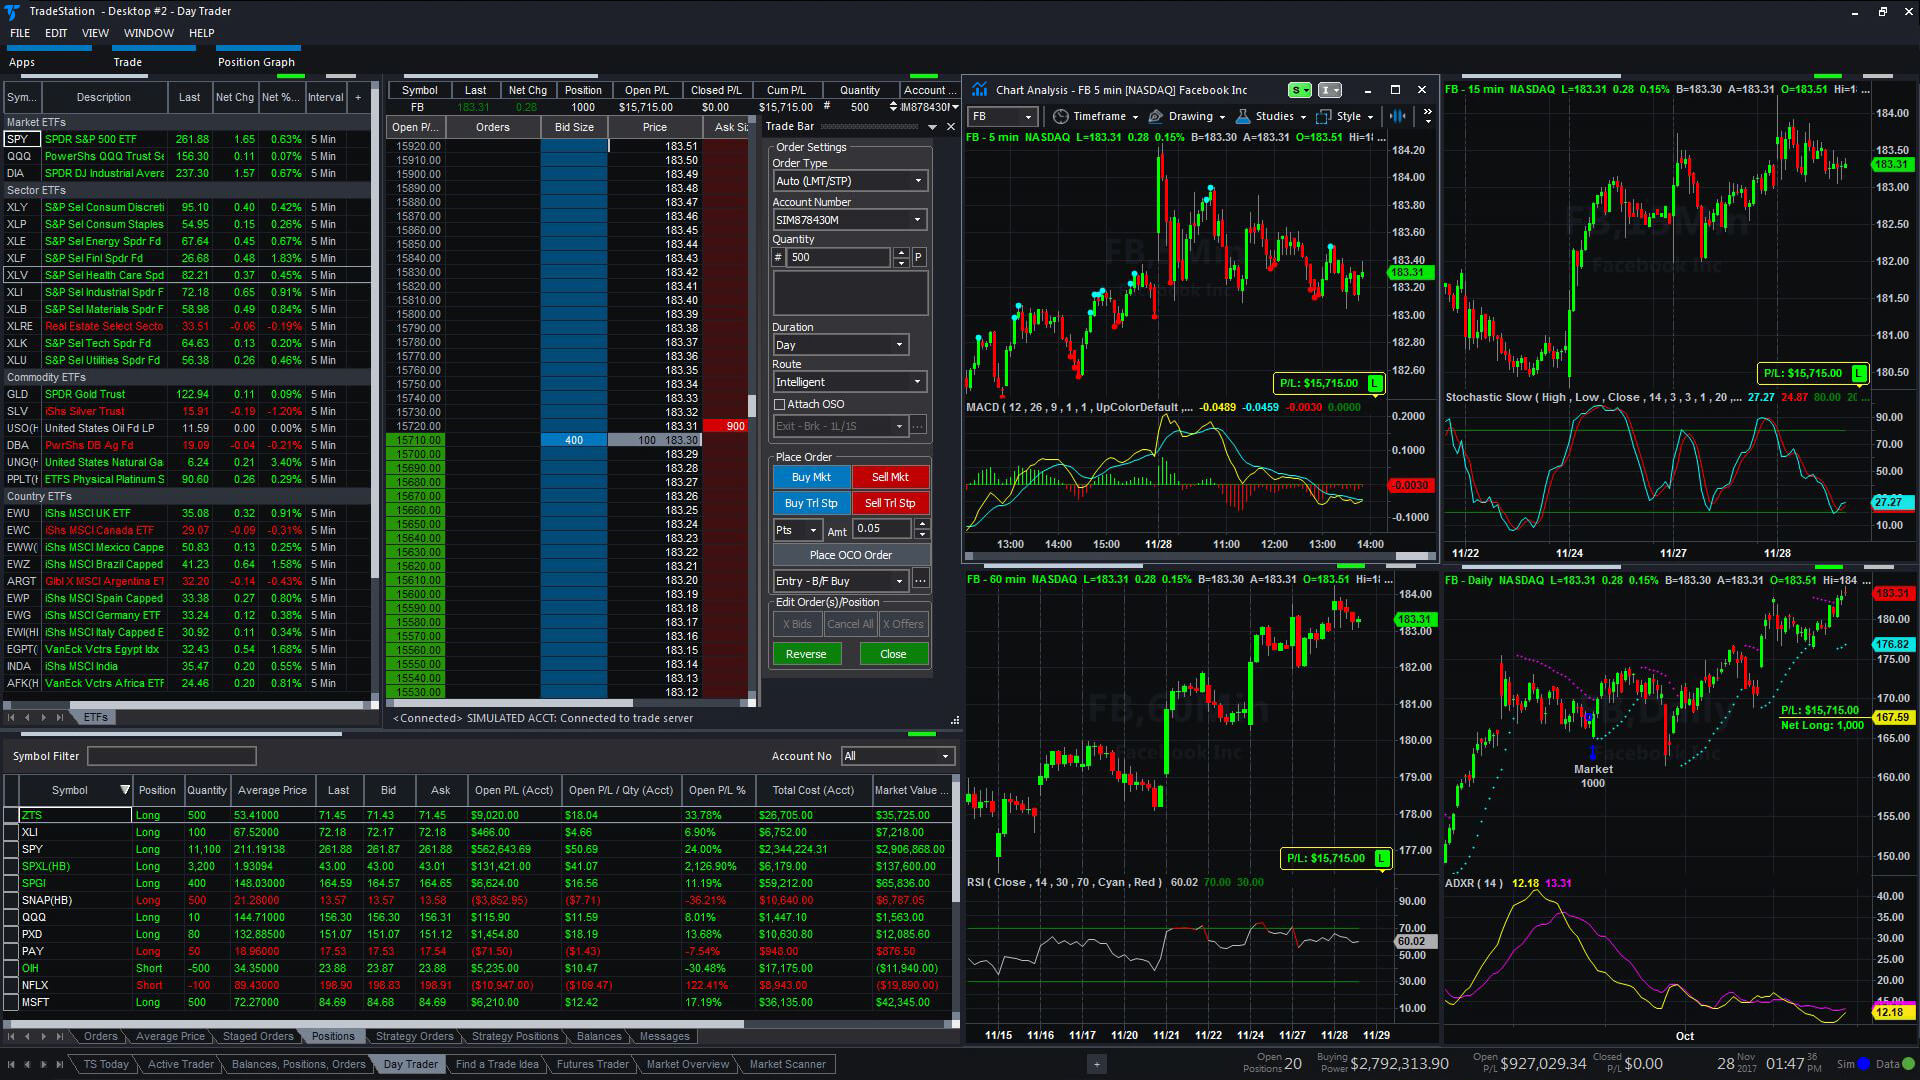 TradeStation - Desktop #2 - Day Trader
FILE EDIT VIEW WINDOW HELP
Apps Trade Position Graph
Sym... Description Last Net Chg Net %... Interval +
Market ETFs
SPY SPDR S&P 500 ETF 261.88 1.65 0.63% 5 Min
QQQ PowerShs QQQ Trust Se 156.30 0.11 0.07% 5 Min
DIA SPDR DJ Industrial Avera 237.30 1.57 0.67% 5 Min
Sector ETFs
XLY S&P Sel Consum Discreti 95.10 0.40 0.42% 5 Min
XLP S&P Sel Consum Staples 54.95 0.15 0.26% 5 Min
XLE S&P Sel Energy Spdr Fd 67.64 0.45 0.67% 5 Min
XLF S&P Sel Finl Spdr Fd 26.68 0.48 1.83% 5 Min
XLV S&P Sel Health Care Spd 82.21 0.37 0.45% 5 Min
XLI S&P Sel Industrial Spdr F 72.18 0.65 0.91% 5 Min
XLB S&P Sel Materials Spdr F 58.98 0.49 0.84% 5 Min
XLRE Real Estate Select Secto 33.51 -0.06 -0.19% 5 Min
XLK S&P Sel Tech Spdr Fd 64.63 0.13 0.20% 5 Min
XLU S&P Sel Utilities Spdr Fd 56.38 0.26 0.46% 5 Min
Commodity ETFs
GLD SPDR Gold Trust 122.94 0.11 0.09% 5 Min
SLV iShs Silver Trust 15.91 -0.19 -1.20% 5 Min
USO(H United States Oil Fd LP 11.59 0.00 0.00% 5 Min
DBA PwrShs DB Ag Fd 19.09 -0.04 -0.21% 5 Min
UNG(H United States Natural Ga 6.24 0.21 3.40% 5 Min
PPLT(H ETFS Physical Platinum S 90.60 0.26 0.29% 5 Min
Country ETFs
EWU iShs MSCI UK ETF 35.08 0.32 0.91% 5 Min
EWC iShs MSCI Canada ETF 29.07 -0.09 -0.31% 5 Min
EWW( iShs MSCI Mexico Cappe 50.83 0.13 0.25% 5 Min
EWZ iShs MSCI Brazil Capped 41.23 0.64 1.58% 5 Min
ARGT Glbl X MSCI Argentina ET 32.20 -0.14 -0.43% 5 Min
EWP iShs MSCI Spain Capped 33.38 0.27 0.80% 5 Min
EWG iShs MSCI Germany ETF 33.24 0.12 0.38% 5 Min
EWI(HI iShs MSCI Italy Capped E 30.92 0.11 0.34% 5 Min
EGPT( VanEck Vctrs Egypt Idx 32.43 0.54 1.68% 5 Min
INDA iShs MSCI India 35.47 0.20 0.55% 5 Min
AFK(H VanEck Vctrs Africa ETF 24.46 0.20 0.81% 5 Min
ETFs
Symbol Last Net Chg Position Open P/L Closed P/L Cum P/L Quantity Account ...
FB 183.31 0.28 1000 $15,715.00 $0.00 $15,715.00 # 500 IM878430M
Open P/... Orders Bid Size Price Ask Siz
15920.00 183.51
15910.00 183.50
15900.00 183.49
15890.00 183.48
15880.00 183.47
15870.00 183.46
15860.00 183.45
15850.00 183.44
15840.00 183.43
15830.00 183.42
15820.00 183.41
15810.00 183.40
15800.00 183.39
15790.00 183.38
15780.00 183.37
15770.00 183.36
15760.00 183.35
15750.00 183.34
15740.00 183.33
15730.00 183.32
15720.00 183.31 900
15710.00 400 100 183.30
15700.00 183.29
15690.00 183.28
15680.00 183.27
15670.00 183.26
15660.00 183.25
15650.00 183.24
15640.00 183.23
15630.00 183.22
15620.00 183.21
15610.00 183.20
15600.00 183.19
15590.00 183.18
15580.00 183.17
15570.00 183.16
15560.00 183.15
15550.00 183.14
15540.00 183.13
15530.00 183.12
<Connected> SIMULATED ACCT: Connected to trade server
Trade Bar
Order Settings
Order Type
Auto (LMT/STP)
Account Number
SIM878430M
Quantity
# 500 P
Duration
Day
Route
Intelligent
Attach OSO
Exit - Brk - 1L/1S ...
Place Order
Buy Mkt Sell Mkt
Buy Trl Stp Sell Trl Stp
Pts Amt 0.05
Place OCO Order
Entry - B/F Buy ...
Edit Order(s)/Position
X Bids Cancel All X Offers
Reverse Close
Chart Analysis - FB 5 min [NASDAQ] Facebook Inc S I
FB Timeframe Drawing Studies Style
FB - 5 min NASDAQ L=183.31 0.28 0.15% B=183.30 A=183.31 O=183.51 Hi=1( ...
FB,5Min
Facebook Inc
184.20
184.00
183.80
183.60
183.40
183.31
183.20
183.00
182.80
182.60
P/L: $15,715.00 L
MACD ( 12 , 26 , 9 , 1 , 1 , UpColorDefault ,... -0.0489 -0.0459 -0.0030 0.0000
0.2000
0.1000
-0.0030
-0.1000
13:00 14:00 15:00 11/28 11:00 12:00 13:00 14:00
FB - 15 min NASDAQ L=183.31 0.28 0.15% B=183.30 A=183.31 O=183.51 Hi=1( ...
FB,15Min
Facebook Inc
184.00
183.50
183.31
183.00
182.50
182.00
181.50
181.00
180.50
P/L: $15,715.00 L
Stochastic Slow ( High , Low , Close , 14 , 3 , 3 , 1 , 20 ,... 27.27 24.87 80.00 20 ...
90.00
70.00
50.00
27.27
10.00
11/22 11/24 11/27 11/28
FB - 60 min NASDAQ L=183.31 0.28 0.15% B=183.30 A=183.31 O=183.51 Hi=1( ...
FB,60Min
Facebook Inc
184.00
183.31
183.00
182.00
181.00
180.00
179.00
178.00
177.00
P/L: $15,715.00 L
RSI ( Close , 14 , 30 , 70 , Cyan , Red ) 60.02 70.00 30.00
90.00
70.00
60.02
50.00
30.00
10.00
11/15 11/16 11/17 11/20 11/21 11/22 11/24 11/27 11/28 11/29
FB - Daily NASDAQ L=183.31 0.28 0.15% B=183.30 A=183.31 O=183.51 Hi=184 ...
FB,Daily
Facebook Inc
183.31
180.00
176.82
175.00
170.00
167.59
165.00
160.00
155.00
150.00
P/L: $15,715.00
Net Long: 1,000
Market
1000
ADXR ( 14 ) 12.18 13.31
40.00
35.00
30.00
25.00
20.00
15.00
12.18
Oct
Symbol Filter Account No All
Symbol Position Quantity Average Price Last Bid Ask Open P/L (Acct) Open P/L / Qty (Acct) Open P/L % Total Cost (Acct) Market Value ...
ZTS Long 500 53.41000 71.45 71.43 71.45 $9,020.00 $18.04 33.78% $26,705.00 $35,725.00
XLI Long 100 67.52000 72.18 72.17 72.18 $466.00 $4.66 6.90% $6,752.00 $7,218.00
SPY Long 11,100 211.19138 261.88 261.87 261.88 $562,643.69 $50.69 24.00% $2,344,224.31 $2,906,868.00
SPXL(HB) Long 3,200 1.93094 43.00 43.00 43.01 $131,421.00 $41.07 2,126.90% $6,179.00 $137,600.00
SPGI Long 400 148.03000 164.59 164.57 164.65 $6,624.00 $16.56 11.19% $59,212.00 $65,836.00
SNAP(HB) Long 500 21.28000 13.57 13.57 13.58 ($3,852.95) ($7.71) -36.21% $10,640.00 $6,787.05
QQQ Long 10 144.71000 156.30 156.30 156.31 $115.90 $11.59 8.01% $1,447.10 $1,563.00
PXD Long 80 132.88500 151.07 151.07 151.12 $1,454.80 $18.19 13.68% $10,630.80 $12,085.60
PAY Long 50 18.96000 17.53 17.53 17.54 ($71.50) ($1.43) -7.54% $948.00 $876.50
OIH Short -500 34.35000 23.88 23.87 23.88 $5,235.00 $10.47 -30.48% $17,175.00 ($11,940.00)
NFLX Short -100 89.43000 198.90 198.83 198.91 ($10,947.00) ($109.47) 122.41% $8,943.00 ($19,890.00)
MSFT Long 500 72.27000 84.69 84.68 84.69 $6,210.00 $12.42 17.19% $36,135.00 $42,345.00
Orders Average Price Staged Orders Positions Strategy Orders Strategy Positions Balances Messages
TS Today Active Trader Balances, Positions, Orders Day Trader Find a Trade Idea Futures Trader Market Overview Market Scanner +
Open Positions 20 Buying Power $2,792,313.90 Open P/L $927,029.34 Closed P/L $0.00 28 Nov 2017 01:47 36 PM Sim Data